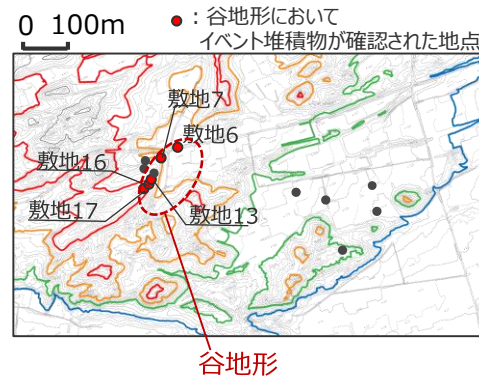 0 100m
●：谷地形において
イベント堆積物が確認された地点
敷地7
敷地6
敷地16
敷地17
敷地13
谷地形